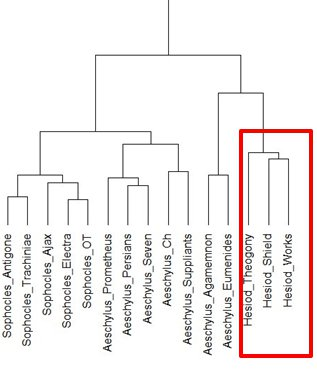 Sophocles_Antigone
Sophocles_Trachiniae
Sophocles_Ajax
Sophocles_Electra
Sophocles_OT
Aeschylus_Prometheus
Aeschylus_Persians
Aeschylus_Seven
Aeschylus_Ch
Aeschylus_Suppliants
Aeschylus_Agamemnon
Aeschylus_Eumenides
Hesiod_Theogony
Hesiod_Shield
Hesiod_Works